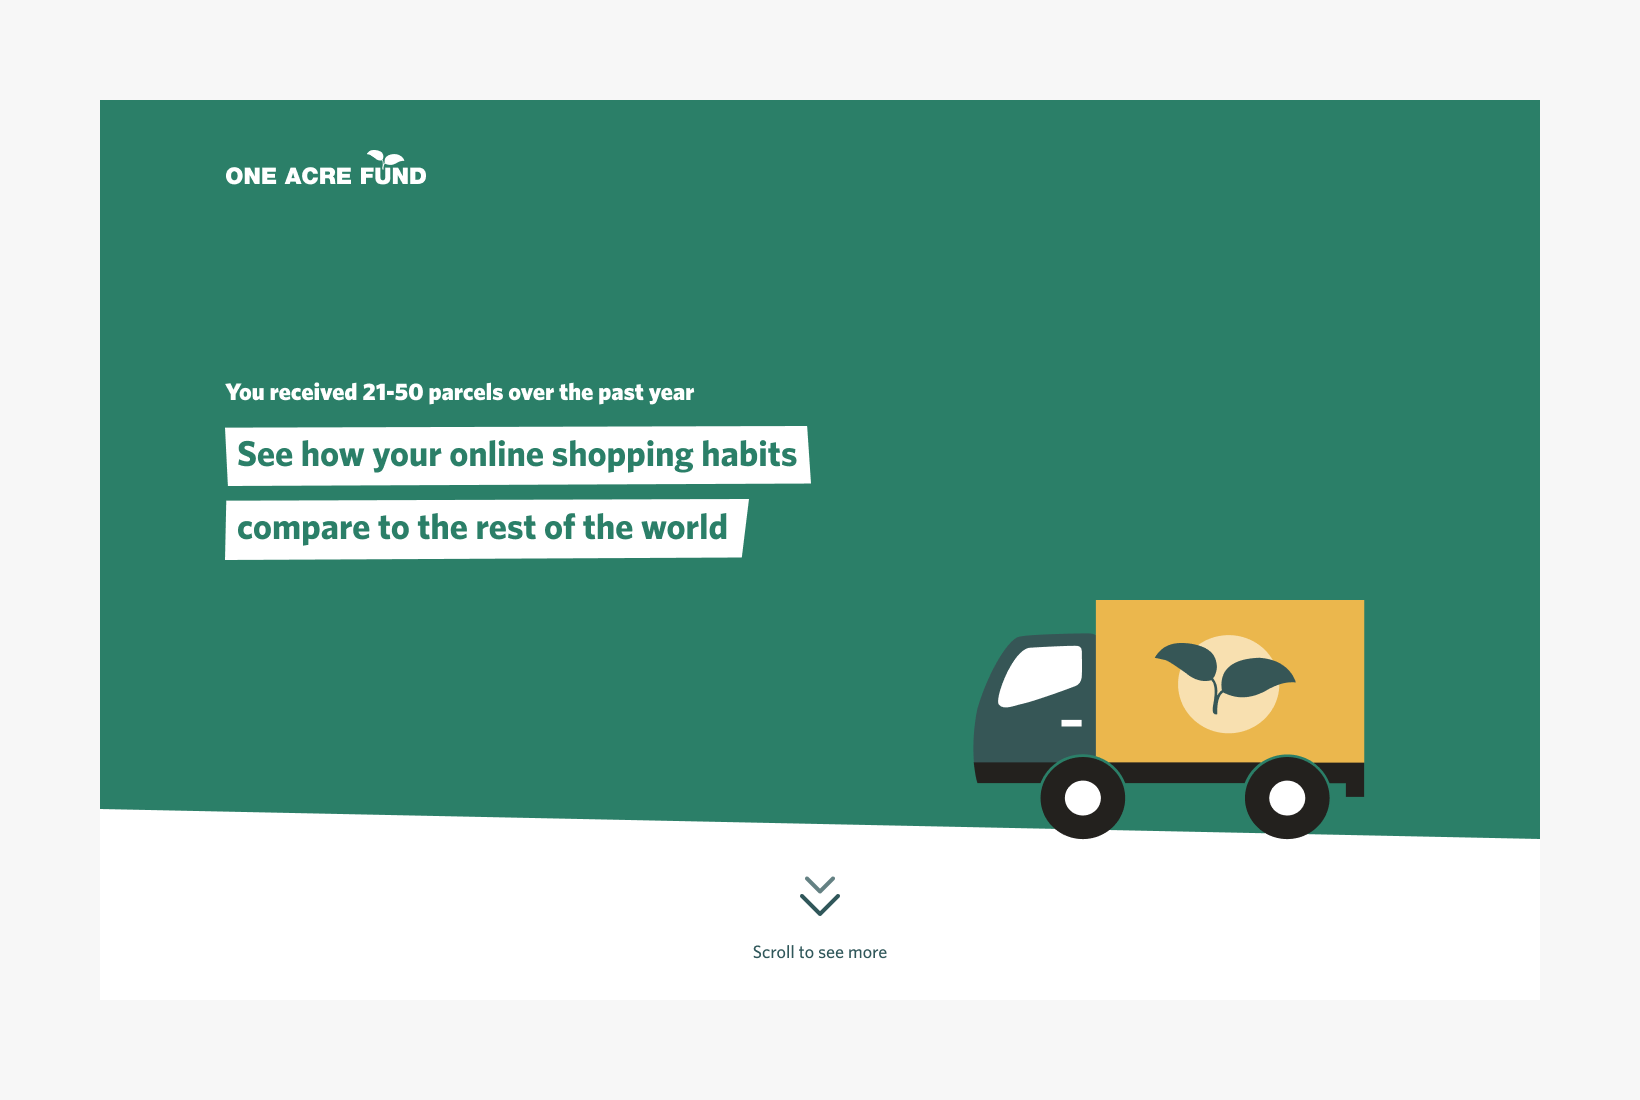 ONE ACRE FUND
You received 21-50 parcels over the past year
See how your online shopping habits
compare to the rest of the world
Scroll to see more